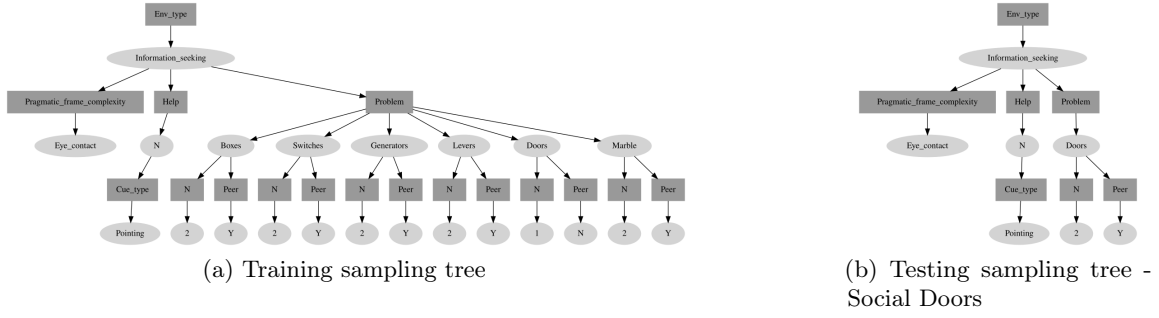 Env_type
Information_seeking
Pragmatic_frame_complexity Help Problem
Eye_contact N Boxes Switches Generators Levers Doors Marble
Cue_type N Peer N Peer N Peer N Peer N Peer N Peer
Pointing 2 Y 2 Y 2 Y 2 Y 1 N 2 Y
(a) Training sampling tree
Env_type
Information_seeking
Pragmatic_frame_complexity Help Problem
Eye_contact N Doors
Cue_type N Peer
Pointing 2 Y
(b) Testing sampling tree -
Social Doors